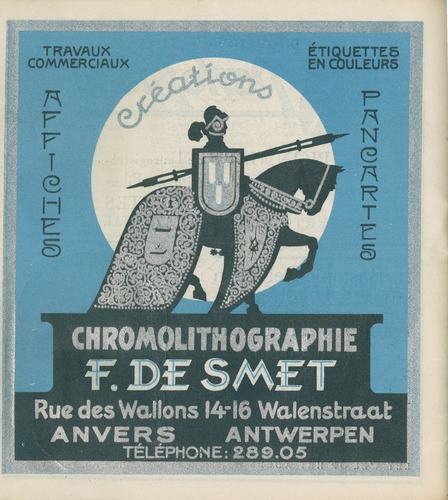 TRAVAUX
COMMERCIAUX
ÉTIQUETTES
EN COULEURS
Créations
AFFICHES
PANCARTES
CHROMOLITHOGRAPHIE
F. DE SMET
Rue des Wallons 14-16 Walenstraat
ANVERS ANTWERPEN
TÉLÉPHONE: 289.05